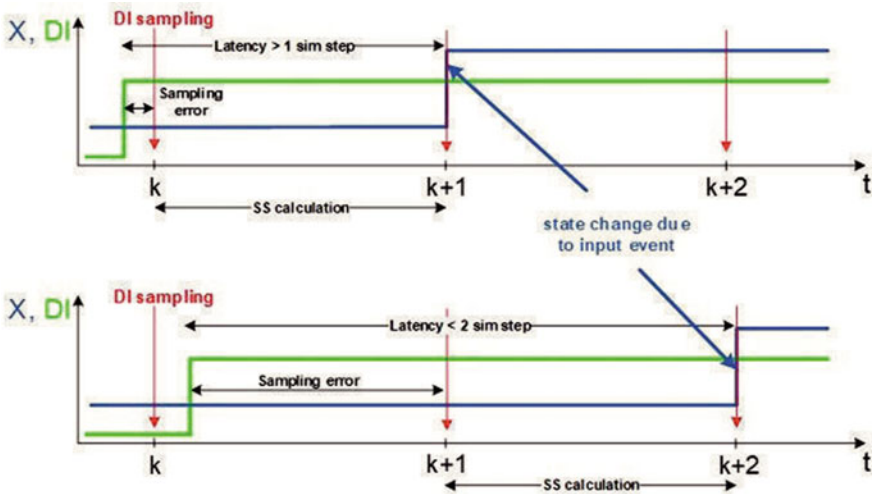 X, DI
DI sampling
Latency > 1 sim step
Sampling
error
k
k+1
k+2
t
SS calculation
state change due
to input event
X, DI
DI sampling
Latency < 2 sim step
Sampling error
k
k+1
k+2
t
SS calculation